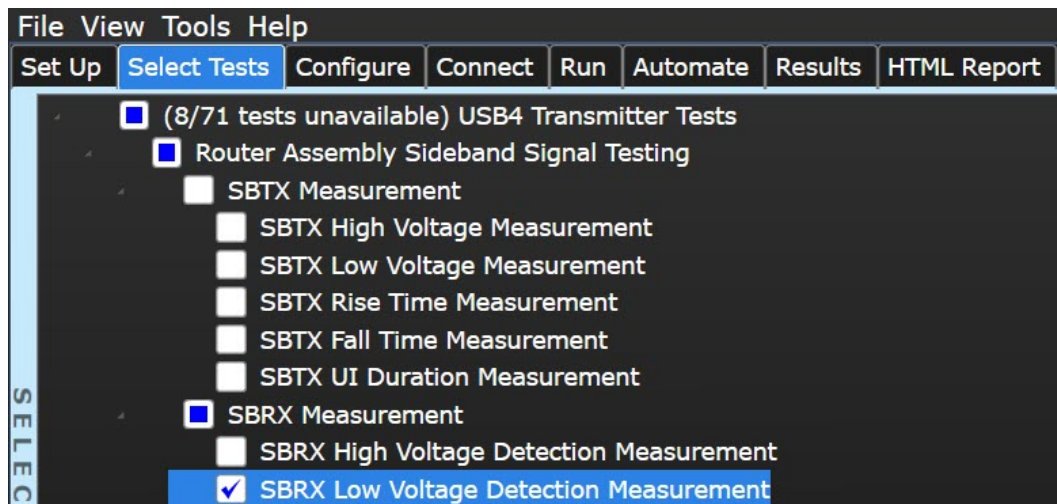 File View Tools Help
Set Up Select Tests Configure Connect Run Automate Results HTML Report
(8/71 tests unavailable) USB4 Transmitter Tests
Router Assembly Sideband Signal Testing
SBTX Measurement
SBTX High Voltage Measurement
SBTX Low Voltage Measurement
SBTX Rise Time Measurement
SBTX Fall Time Measurement
SBTX UI Duration Measurement
SBRX Measurement
SBRX High Voltage Detection Measurement
SBRX Low Voltage Detection Measurement
SELEC